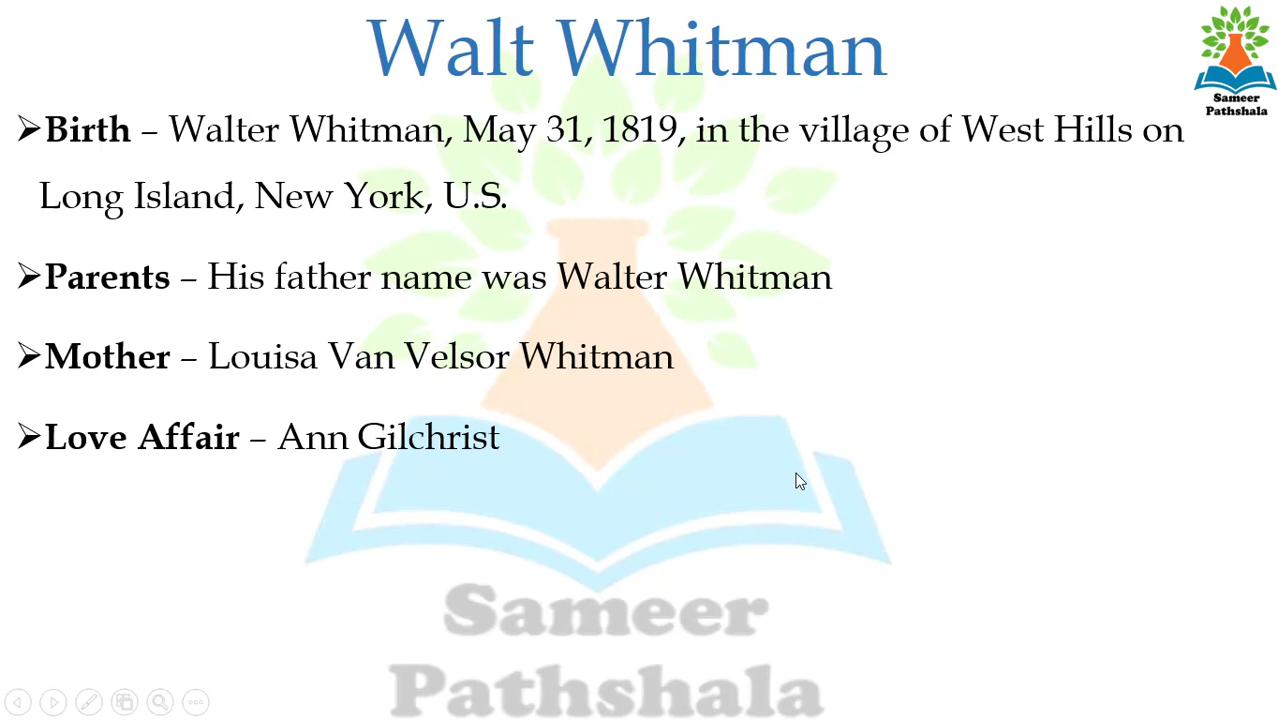 Walt Whitman
Sameer
Pathshala
➢Birth – Walter Whitman, May 31, 1819, in the village of West Hills on
Long Island, New York, U.S.
➢Parents – His father name was Walter Whitman
➢Mother – Louisa Van Velsor Whitman
➢Love Affair – Ann Gilchrist
Sameer
Pathshala